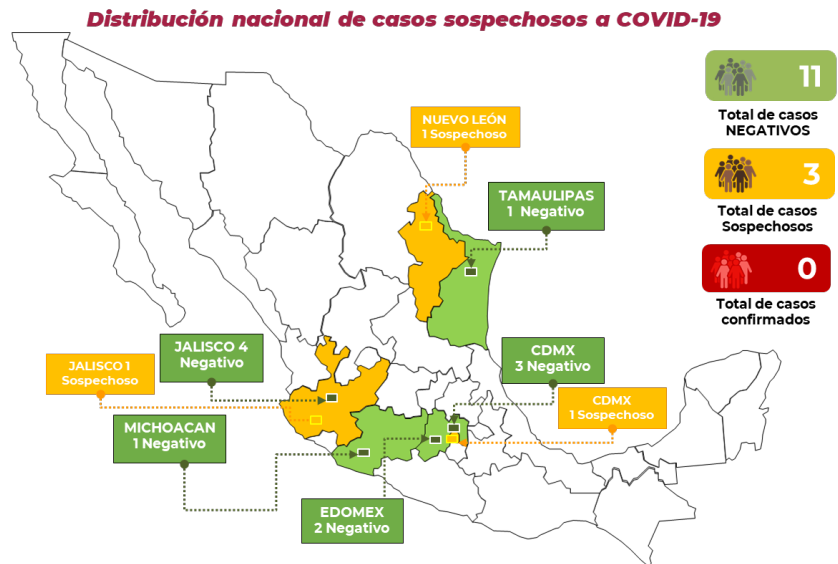 Distribución nacional de casos sospechosos a COVID-19
11
Total de casos
NEGATIVOS
3
Total de casos
Sospechosos
0
Total de casos
confirmados
NUEVO LEÓN
1 Sospechoso
TAMAULIPAS
1 Negativo
JALISCO 4
Negativo
CDMX
3 Negativo
JALISCO 1
Sospechoso
CDMX
1 Sospechoso
MICHOACAN
1 Negativo
EDOMEX
2 Negativo